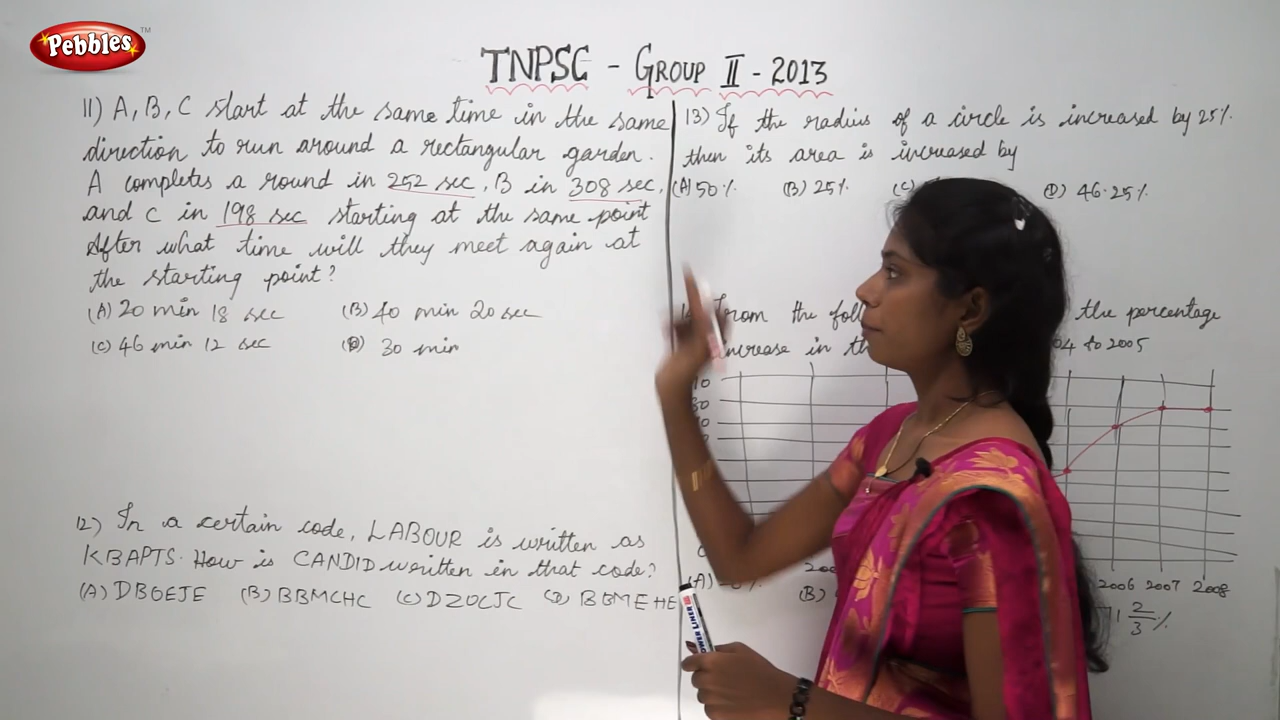 Pebbles TM
TNPSC - GROUP II - 2013
11) A, B, C start at the same time in the same
direction to run around a rectangular garden.
A completes a round in 252 sec, B in 308 sec,
and C in 198 sec starting at the same point
After what time will they meet again at
the starting point?
(A) 20 min 18 sec (B) 40 min 20 sec
(C) 46 min 12 sec (D) 30 min
12) In a certain code, LABOUR is written as
KBAPTS. How is CANDID written in that code?
(A) DBOEJE (B) BBMCHC (C) DZOCJC (D) BBMEHE
13) If the radius of a circle is increased by 25%.
then its area is increased by
(A) 50% (B) 25% (C) (D) 46.25%
From the the percentage
increase in to 2005
2006 2007 2008
(A) (B) 2/3 %